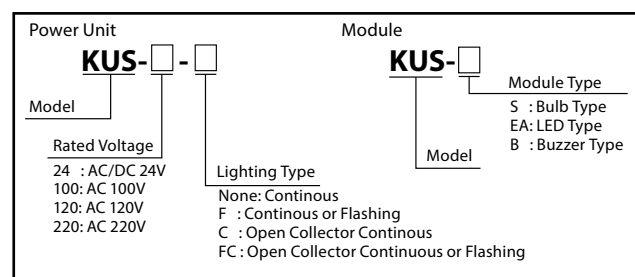 Power Unit
KUS-□-□
Model
Rated Voltage
24 : AC/DC 24V
100: AC 100V
120: AC 120V
220: AC 220V
Lighting Type
None: Continous
F : Continous or Flashing
C : Open Collector Continous
FC: Open Collector Continuous or Flashing
Module
KUS-□
Module Type
S : Bulb Type
EA: LED Type
B : Buzzer Type
Model